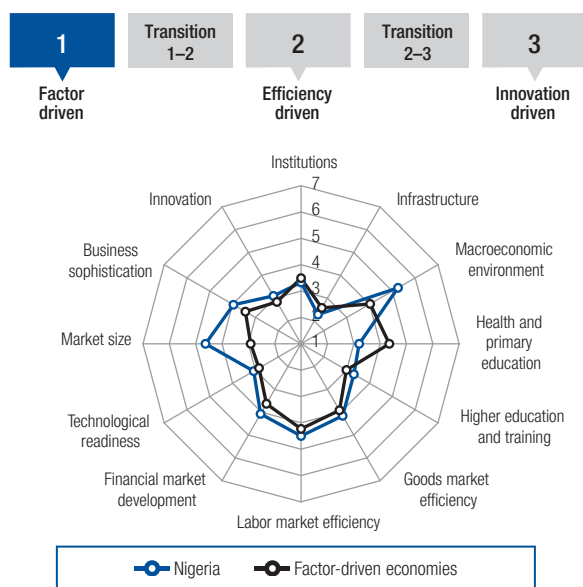 1
Transition
1–2
2
Transition
2–3
3
Factor
driven
Efficiency
driven
Innovation
driven
Institutions
Infrastructure
Macroeconomic
environment
Health and
primary
education
Higher education
and training
Goods market
efficiency
Labor market efficiency
Financial market
development
Technological
readiness
Market size
Business
sophistication
Innovation
7
6
5
4
3
2
1
Nigeria
Factor-driven economies